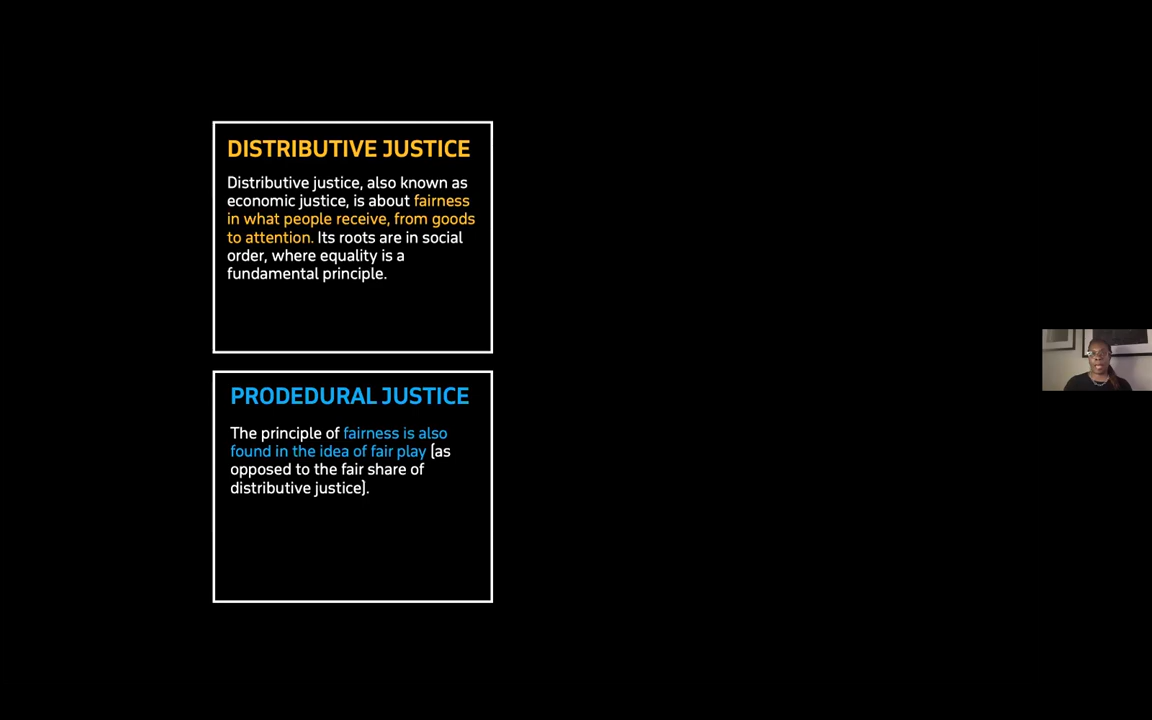 DISTRIBUTIVE JUSTICE
Distributive justice, also known as
economic justice, is about fairness
in what people receive, from goods
to attention. Its roots are in social
order, where equality is a
fundamental principle.
PRODEDURAL JUSTICE
The principle of fairness is also
found in the idea of fair play (as
opposed to the fair share of
distributive justice).